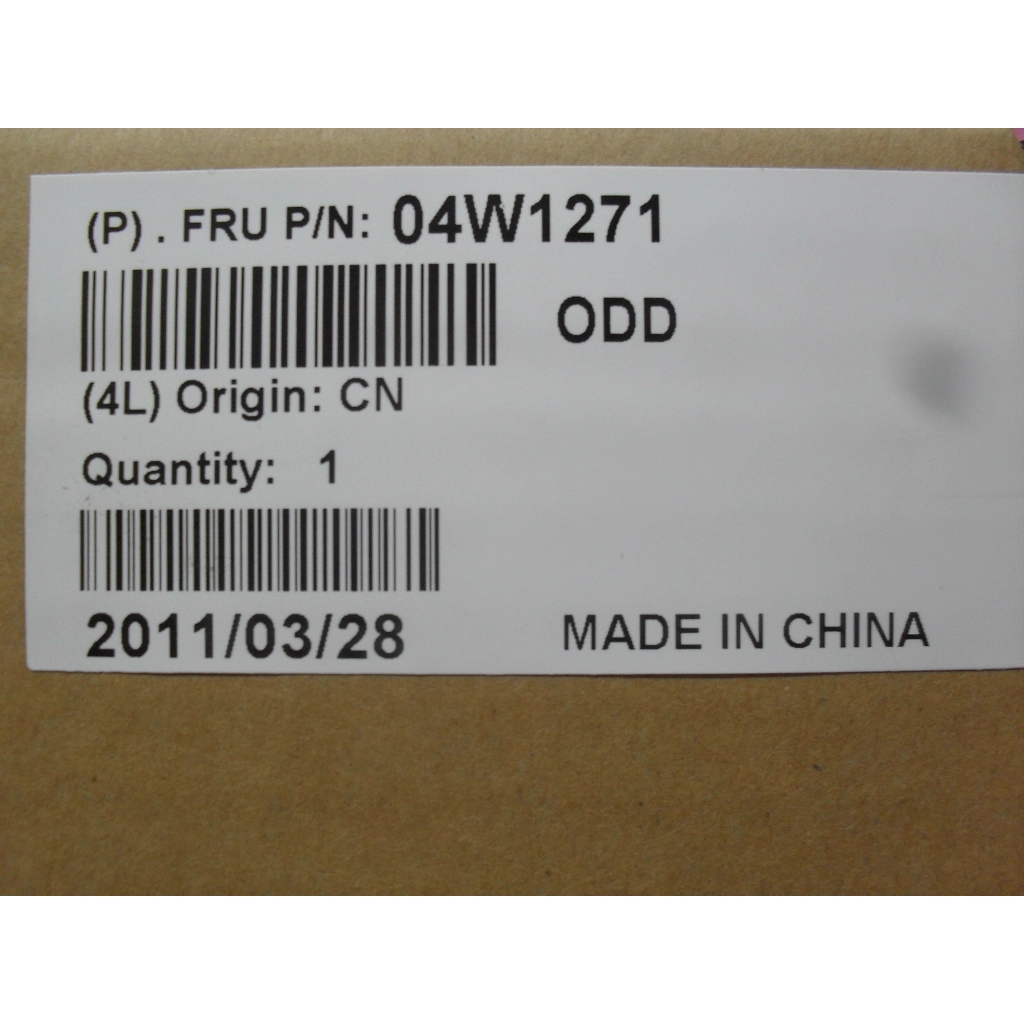 (P) . FRU P/N: 04W1271
ODD
(4L) Origin: CN
Quantity: 1
2011/03/28
MADE IN CHINA